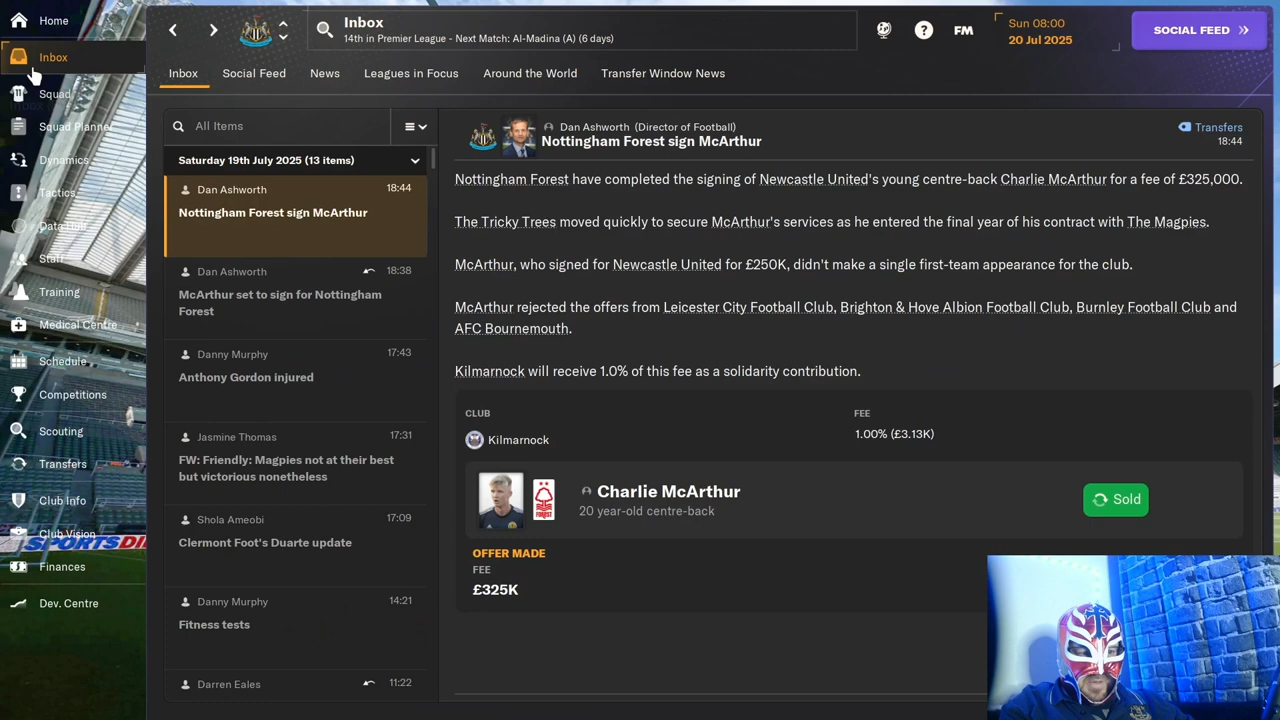 Home
Inbox
Squad
Squad Planner
Dynamics
Tactics
Data Hub
Staff
Training
Medical Centre
Schedule
Competitions
Scouting
Transfers
Club Info
Club Vision
Finances
Dev. Centre
Inbox
14th in Premier League - Next Match: Al-Madina (A) (6 days)
FM
Sun 08:00
20 Jul 2025
SOCIAL FEED
Inbox
Social Feed
News
Leagues in Focus
Around the World
Transfer Window News
All Items
Saturday 19th July 2025 (13 items)
Dan Ashworth 18:44
Nottingham Forest sign McArthur
Dan Ashworth 18:38
McArthur set to sign for Nottingham
Forest
Danny Murphy 17:43
Anthony Gordon injured
Jasmine Thomas 17:31
FW: Friendly: Magpies not at their best
but victorious nonetheless
Shola Ameobi 17:09
Clermont Foot's Duarte update
Danny Murphy 14:21
Fitness tests
Darren Eales 11:22
Dan Ashworth (Director of Football)
Nottingham Forest sign McArthur
Transfers
18:44
Nottingham Forest have completed the signing of Newcastle United's young centre-back Charlie McArthur for a fee of £325,000.
The Tricky Trees moved quickly to secure McArthur's services as he entered the final year of his contract with The Magpies.
McArthur, who signed for Newcastle United for £250K, didn't make a single first-team appearance for the club.
McArthur rejected the offers from Leicester City Football Club, Brighton & Hove Albion Football Club, Burnley Football Club and
AFC Bournemouth.
Kilmarnock will receive 1.0% of this fee as a solidarity contribution.
CLUB
FEE
Kilmarnock
1.00% (£3.13K)
Charlie McArthur
20 year-old centre-back
Sold
OFFER MADE
FEE
£325K